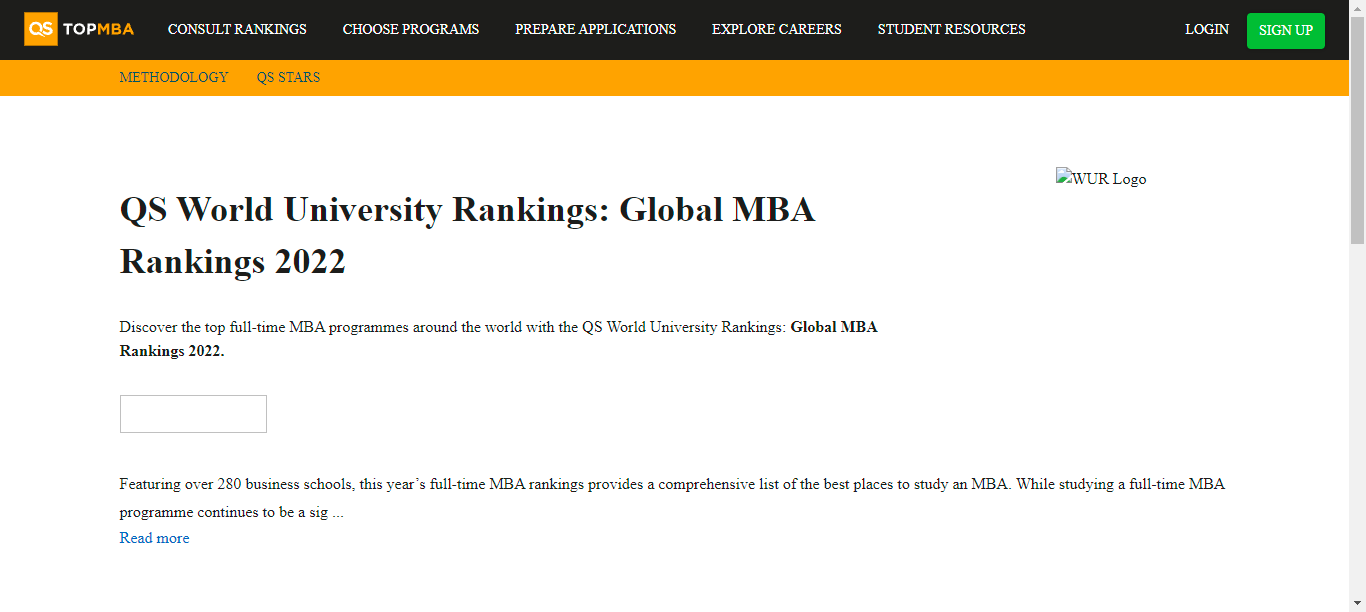 QS TOPMBA CONSULT RANKINGS CHOOSE PROGRAMS PREPARE APPLICATIONS EXPLORE CAREERS STUDENT RESOURCES LOGIN SIGN UP
METHODOLOGY QS STARS
WUR Logo
QS World University Rankings: Global MBA
Rankings 2022
Discover the top full-time MBA programmes around the world with the QS World University Rankings: Global MBA
Rankings 2022.
Featuring over 280 business schools, this year’s full-time MBA rankings provides a comprehensive list of the best places to study an MBA. While studying a full-time MBA
programme continues to be a sig ...
Read more